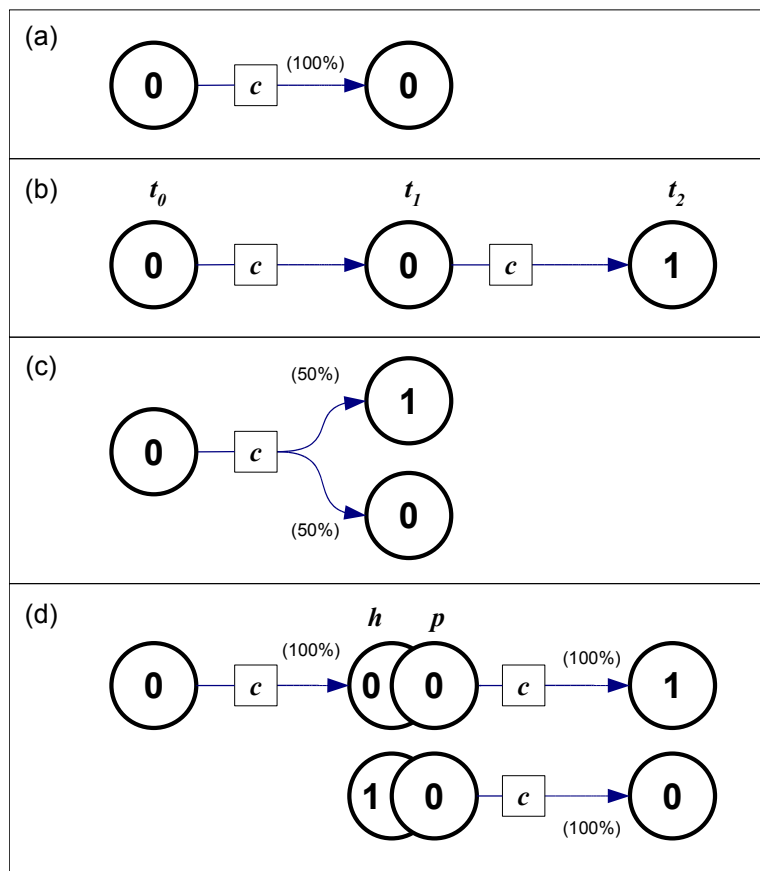 (a)
0 c (100%) 0
(b)
t0 t1 t2
0 c 0 c 1
(c)
(50%) 1
0 c
(50%) 0
(d)
h p
0 c (100%) 0 0 c (100%) 1
1 0 c (100%) 0